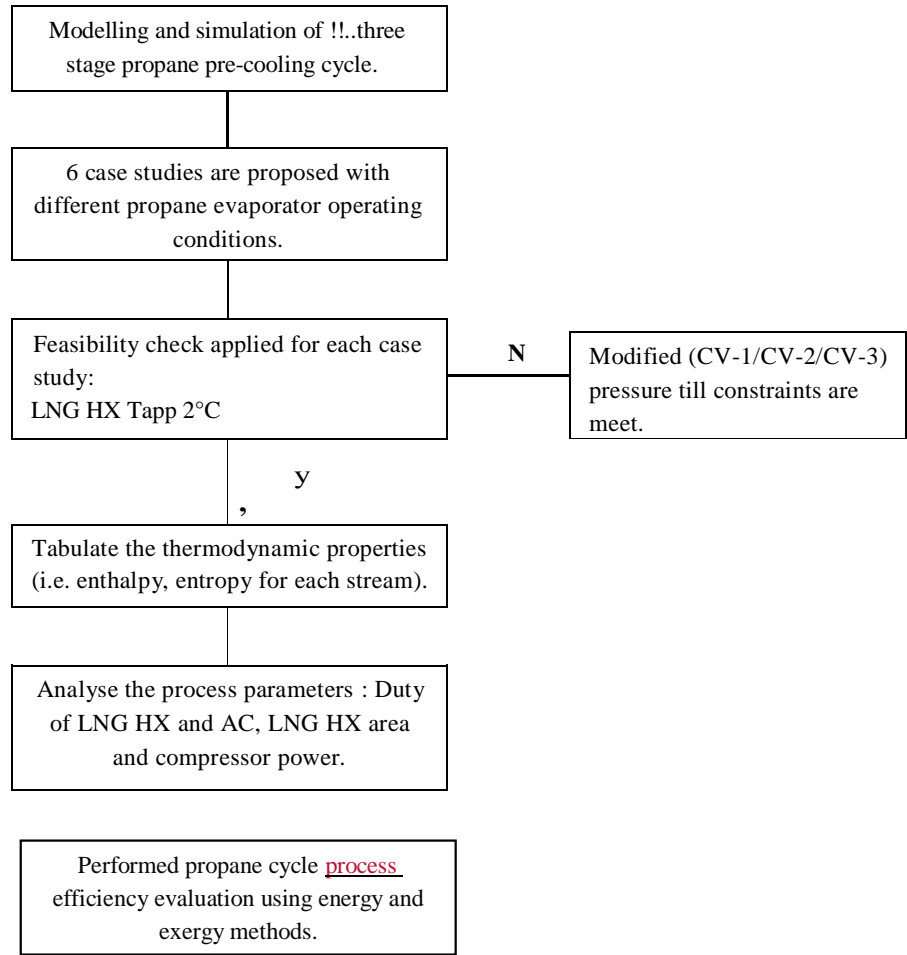 Modelling and simulation of !!..three
stage propane pre-cooling cycle.
6 case studies are proposed with
different propane evaporator operating
conditions.
Feasibility check applied for each case
study:
LNG HX Tapp 2°C
N
Modified (CV-1/CV-2/CV-3)
pressure till constraints are
meet.
У
,
Tabulate the thermodynamic properties
(i.e. enthalpy, entropy for each stream).
Analyse the process parameters : Duty
of LNG HX and AC, LNG HX area
and compressor power.
Performed propane cycle process
efficiency evaluation using energy and
exergy methods.